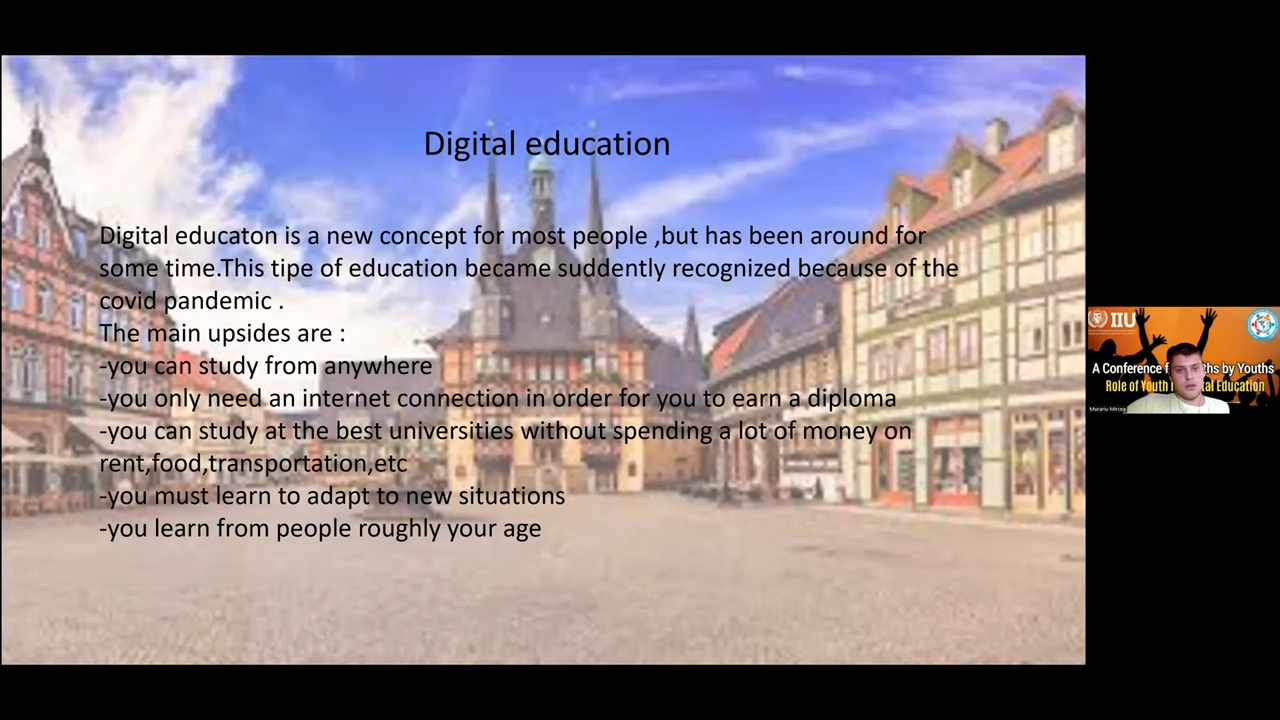 Digital education
Digital educaton is a new concept for most people ,but has been around for
some time.This tipe of education became suddently recognized because of the
covid pandemic .
The main upsides are :
-you can study from anywhere
-you only need an internet connection in order for you to earn a diploma
-you can study at the best universities without spending a lot of money on
rent,food,transportation,etc
-you must learn to adapt to new situations
-you learn from people roughly your age
IIU
A Conference f ths by Youths
Role of Youth tal Education
Murariu Mircea